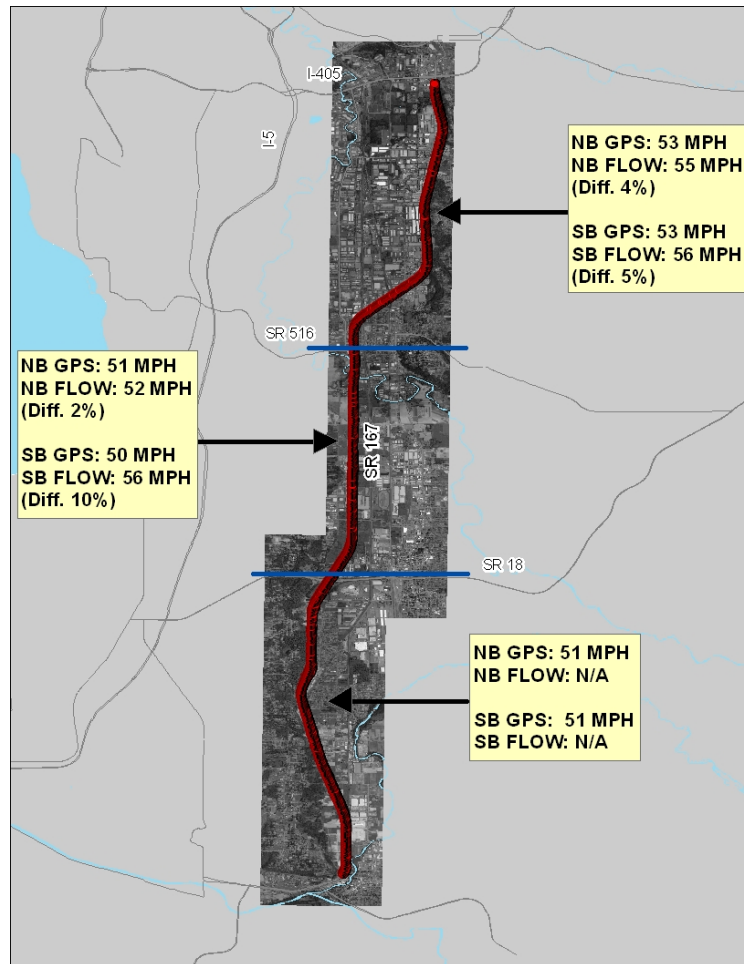 I-405
I-5
NB GPS: 53 MPH
NB FLOW: 55 MPH
(Diff. 4%)
SB GPS: 53 MPH
SB FLOW: 56 MPH
(Diff. 5%)
SR 516
NB GPS: 51 MPH
NB FLOW: 52 MPH
(Diff. 2%)
SB GPS: 50 MPH
SB FLOW: 56 MPH
(Diff. 10%)
SR 167
SR 18
NB GPS: 51 MPH
NB FLOW: N/A
SB GPS: 51 MPH
SB FLOW: N/A